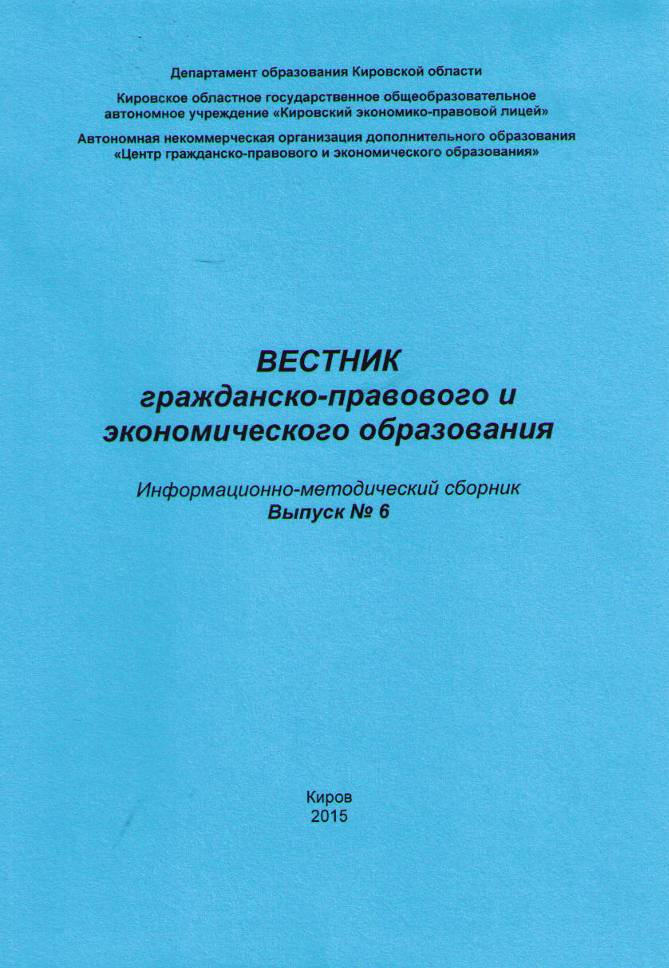 Департамент образования Кировской области
Кировское областное государственное общеобразовательное
автономное учреждение «Кировский экономико-правовой лицей»
Автономная некоммерческая организация дополнительного образования
«Центр гражданско-правового и экономического образования»
ВЕСТНИК
гражданско-правового и
экономического образования
Информационно-методический сборник
Выпуск № 6
Киров
2015